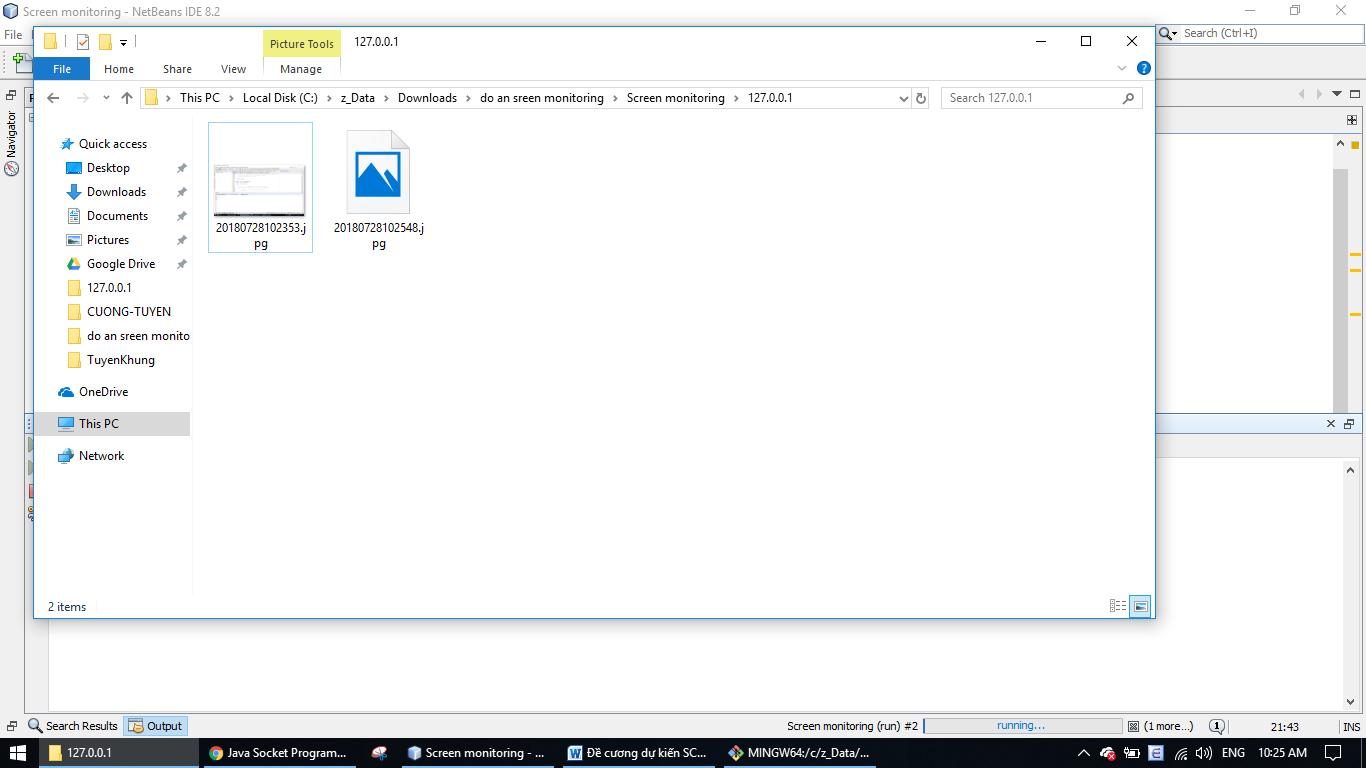 Screen monitoring - NetBeans IDE 8.2
File
Search (Ctrl+I)
Picture Tools
127.0.0.1
File
Home
Share
View
Manage
This PC
Local Disk (C:)
z_Data
Downloads
do an sreen monitoring
Screen monitoring
127.0.0.1
Search 127.0.0.1
Navigator
Quick access
Desktop
Downloads
Documents
Pictures
Google Drive
127.0.0.1
CUONG-TUYEN
do an sreen monito
TuyenKhung
OneDrive
This PC
Network
20180728102353.j
pg
20180728102548.j
pg
2 items
Search Results
Output
Screen monitoring (run) #2
running...
(1 more...)
1
21:43
INS
127.0.0.1
Java Socket Program...
Screen monitoring - ...
Đề cương dự kiến SC...
MINGW64:/c/z_Data/...
ENG
10:25 AM